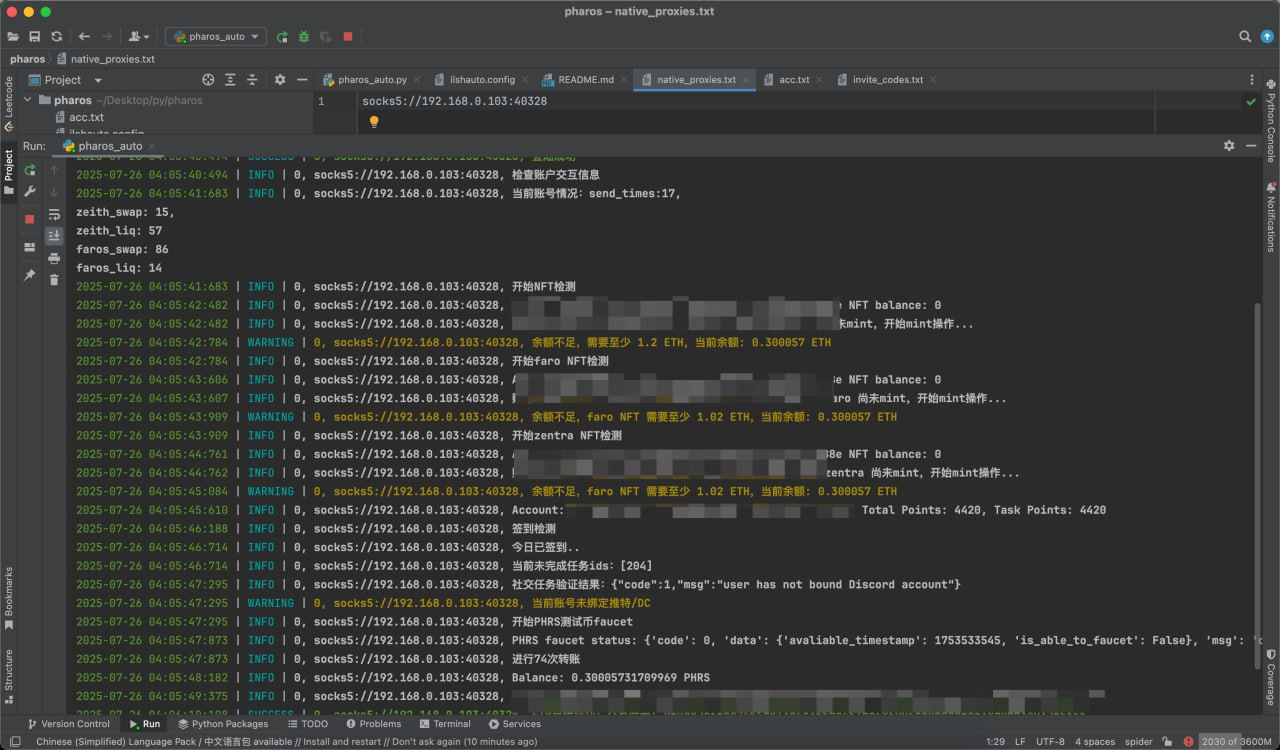 pharos – native_proxies.txt
pharos_auto
pharos native_proxies.txt
Project
pharos_auto.py ilshauto.config README.md native_proxies.txt acc.txt invite_codes.txt
pharos ~/Desktop/py/pharos
acc.txt
1 socks5://192.168.0.103:40328
Run: pharos_auto
2025-07-26 04:05:40:494 | INFO | 0, socks5://192.168.0.103:40328, 检查账户交互信息
2025-07-26 04:05:41:683 | INFO | 0, socks5://192.168.0.103:40328, 当前账号情况: send_times:17,
zeith_swap: 15,
zeith_liq: 57
faros_swap: 86
faros_liq: 14
2025-07-26 04:05:41:683 | INFO | 0, socks5://192.168.0.103:40328, 开始NFT检测
2025-07-26 04:05:42:482 | INFO | 0, socks5://192.168.0.103:40328, NFT balance: 0
2025-07-26 04:05:42:482 | INFO | 0, socks5://192.168.0.103:40328, 未mint, 开始mint操作...
2025-07-26 04:05:42:784 | WARNING | 0, socks5://192.168.0.103:40328, 余额不足, 需要至少 1.2 ETH, 当前余额: 0.300057 ETH
2025-07-26 04:05:42:784 | INFO | 0, socks5://192.168.0.103:40328, 开始faro NFT检测
2025-07-26 04:05:43:606 | INFO | 0, socks5://192.168.0.103:40328, NFT balance: 0
2025-07-26 04:05:43:607 | INFO | 0, socks5://192.168.0.103:40328, aro 尚未mint, 开始mint操作...
2025-07-26 04:05:43:909 | WARNING | 0, socks5://192.168.0.103:40328, 余额不足, faro NFT 需要至少 1.02 ETH, 当前余额: 0.300057 ETH
2025-07-26 04:05:43:909 | INFO | 0, socks5://192.168.0.103:40328, 开始zentra NFT检测
2025-07-26 04:05:44:761 | INFO | 0, socks5://192.168.0.103:40328, 38e NFT balance: 0
2025-07-26 04:05:44:762 | INFO | 0, socks5://192.168.0.103:40328, zentra 尚未mint, 开始mint操作...
2025-07-26 04:05:45:084 | WARNING | 0, socks5://192.168.0.103:40328, 余额不足, faro NFT 需要至少 1.02 ETH, 当前余额: 0.300057 ETH
2025-07-26 04:05:45:610 | INFO | 0, socks5://192.168.0.103:40328, Account: Total Points: 4420, Task Points: 4420
2025-07-26 04:05:46:188 | INFO | 0, socks5://192.168.0.103:40328, 签到检测
2025-07-26 04:05:46:714 | INFO | 0, socks5://192.168.0.103:40328, 今日已签到..
2025-07-26 04:05:46:714 | INFO | 0, socks5://192.168.0.103:40328, 当前未完成任务ids: [204]
2025-07-26 04:05:47:295 | INFO | 0, socks5://192.168.0.103:40328, 社交任务验证结果: {"code":1,"msg":"user has not bound Discord account"}
2025-07-26 04:05:47:295 | WARNING | 0, socks5://192.168.0.103:40328, 当前账号未绑定推特/DC
2025-07-26 04:05:47:295 | INFO | 0, socks5://192.168.0.103:40328, 开始PHRS测试币faucet
2025-07-26 04:05:47:873 | INFO | 0, socks5://192.168.0.103:40328, PHRS faucet status: {'code': 0, 'data': {'avaliable_timestamp': 1753533545, 'is_able_to_faucet': False}, 'msg':
2025-07-26 04:05:47:873 | INFO | 0, socks5://192.168.0.103:40328, 进行74次转账
2025-07-26 04:05:48:182 | INFO | 0, socks5://192.168.0.103:40328, Balance: 0.30005731709969 PHRS
2025-07-26 04:05:49:375 | INFO | 0, socks5://192.168.0.103:40328,
Leetcode
Project
Bookmarks
Structure
Python Console
Notifications
Coverage
Version Control Run Python Packages TODO Problems Terminal Services
Chinese (Simplified) Language Pack / 中文语言包 available // Install and restart // Don't ask again (10 minutes ago) 1:29 LF UTF-8 4 spaces spider 2030 of 3600M